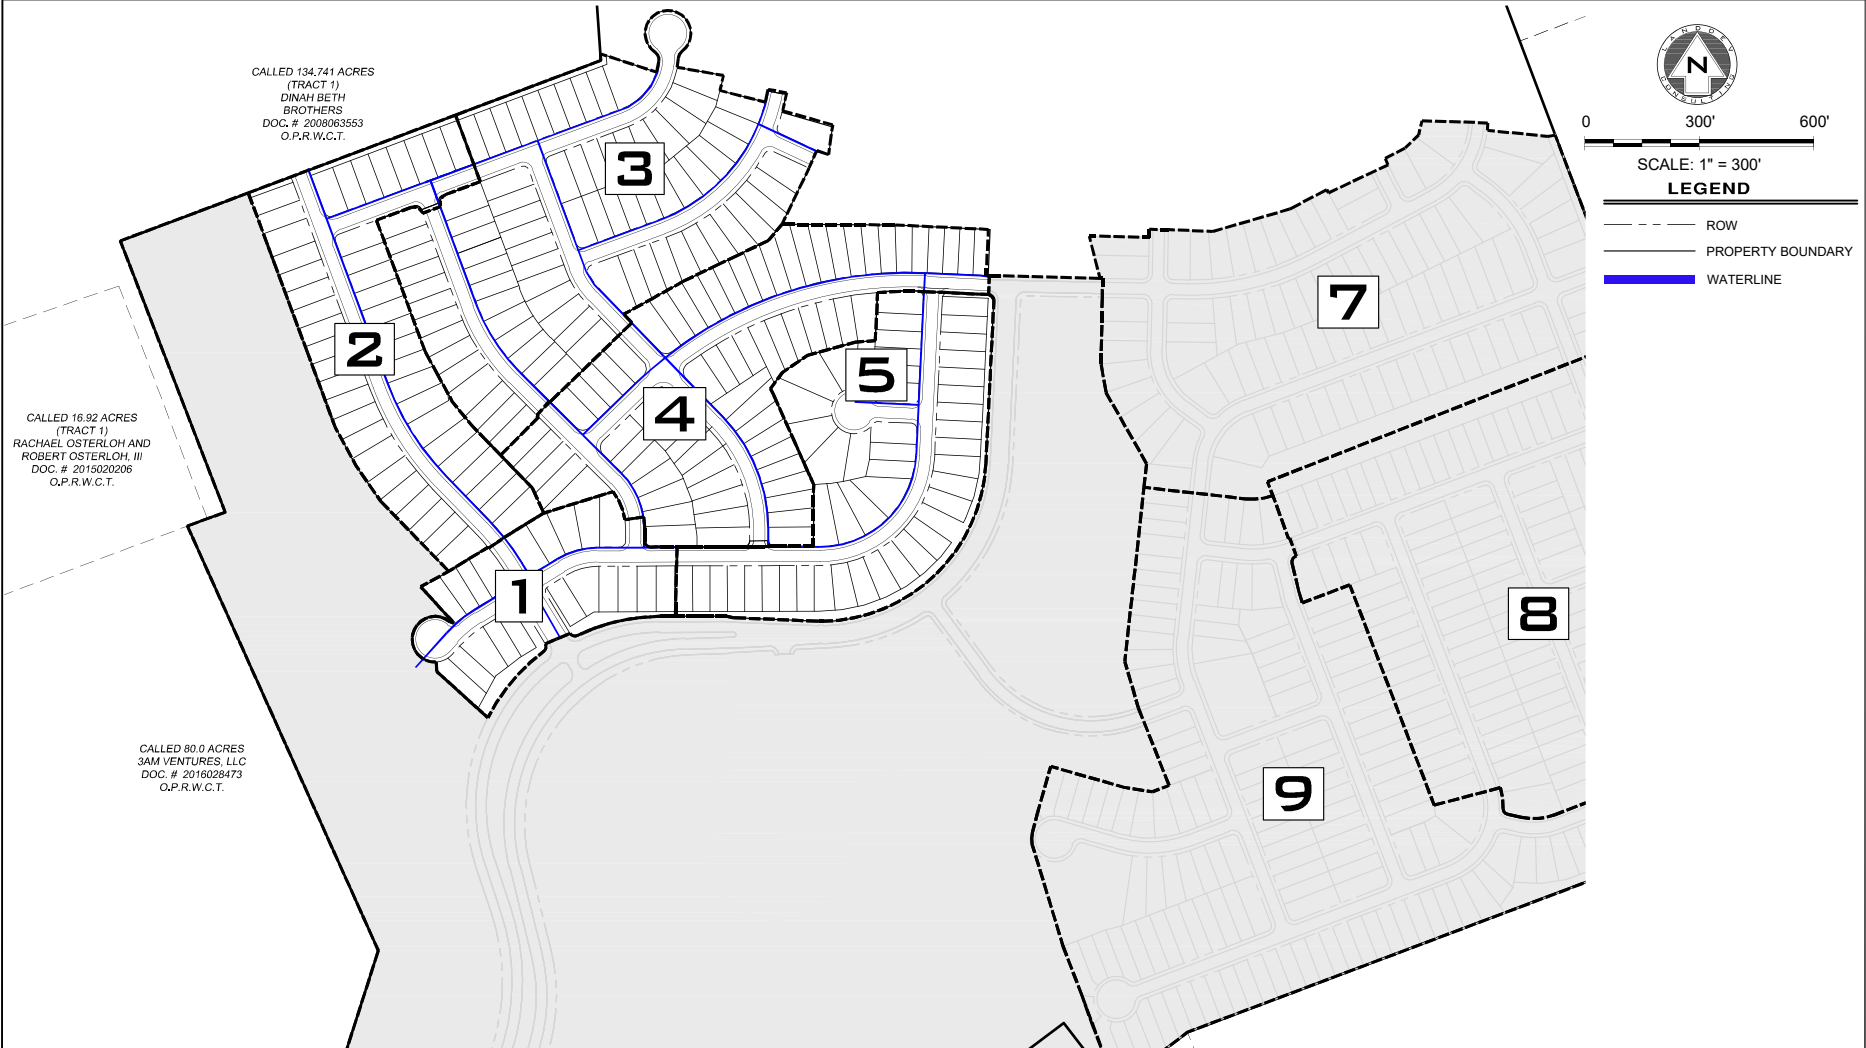 CALLED 134.741 ACRES
(TRACT 1)
DINAH BETH
BROTHERS
DOC. # 2008063553
O.P.R.W.C.T.
CALLED 16.92 ACRES
(TRACT 1)
RACHAEL OSTERLOH AND
ROBERT OSTERLOH, III
DOC. # 2015020206
O.P.R.W.C.T.
CALLED 80.0 ACRES
3AM VENTURES, LLC
DOC. # 2016028473
O.P.R.W.C.T.
3
2
5
4
1
7
8
9
LANDDEV
CONSULTING
N
0 300' 600'
SCALE: 1" = 300'
LEGEND
ROW
PROPERTY BOUNDARY
WATERLINE